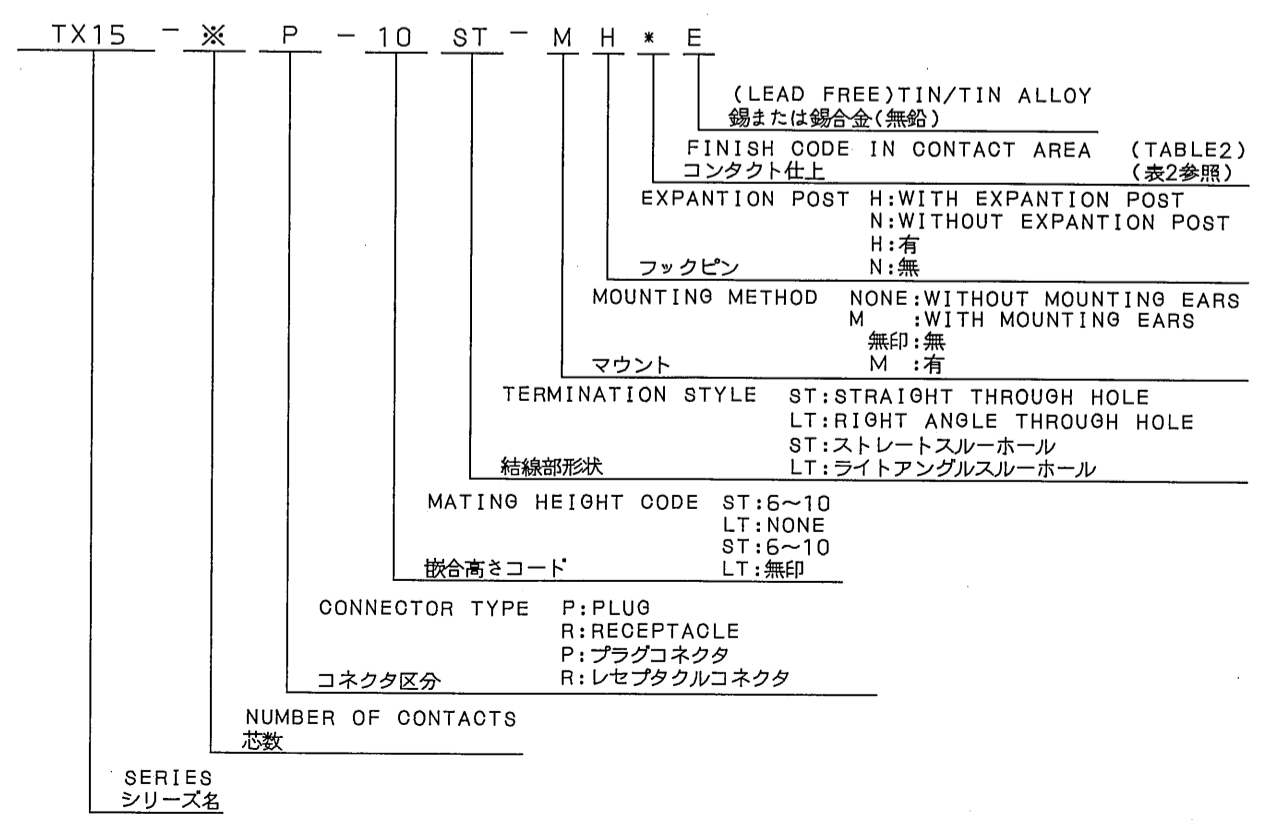 TX15 - ※ P - 10 ST - M H * E
(LEAD FREE)TIN/TIN ALLOY
錫または錫合金(無鉛)
FINISH CODE IN CONTACT AREA (TABLE2)
コンタクト仕上 (表2参照)
EXPANTION POST H:WITH EXPANTION POST
N:WITHOUT EXPANTION POST
H:有
フックピン N:無
MOUNTING METHOD NONE:WITHOUT MOUNTING EARS
M :WITH MOUNTING EARS
無印:無
マウント M :有
TERMINATION STYLE ST:STRAIGHT THROUGH HOLE
LT:RIGHT ANGLE THROUGH HOLE
ST:ストレートスルーホール
結線部形状 LT:ライトアングルスルーホール
MATING HEIGHT CODE ST:6~10
LT:NONE
ST:6~10
嵌合高さコード LT:無印
CONNECTOR TYPE P:PLUG
R:RECEPTACLE
P:プラグコネクタ
コネクタ区分 R:レセプタクルコネクタ
NUMBER OF CONTACTS
芯数
SERIES
シリーズ名